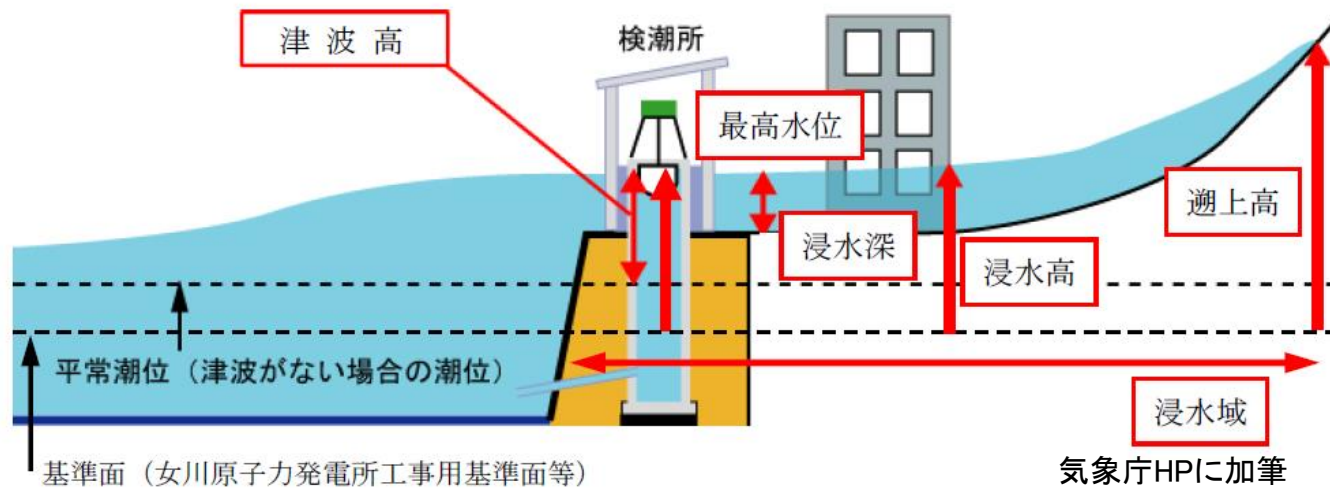 津波高
検潮所
最高水位
遡上高
浸水深
浸水高
平常潮位（津波がない場合の潮位）
浸水域
基準面（女川原子力発電所工事用基準面等）
気象庁HPに加筆